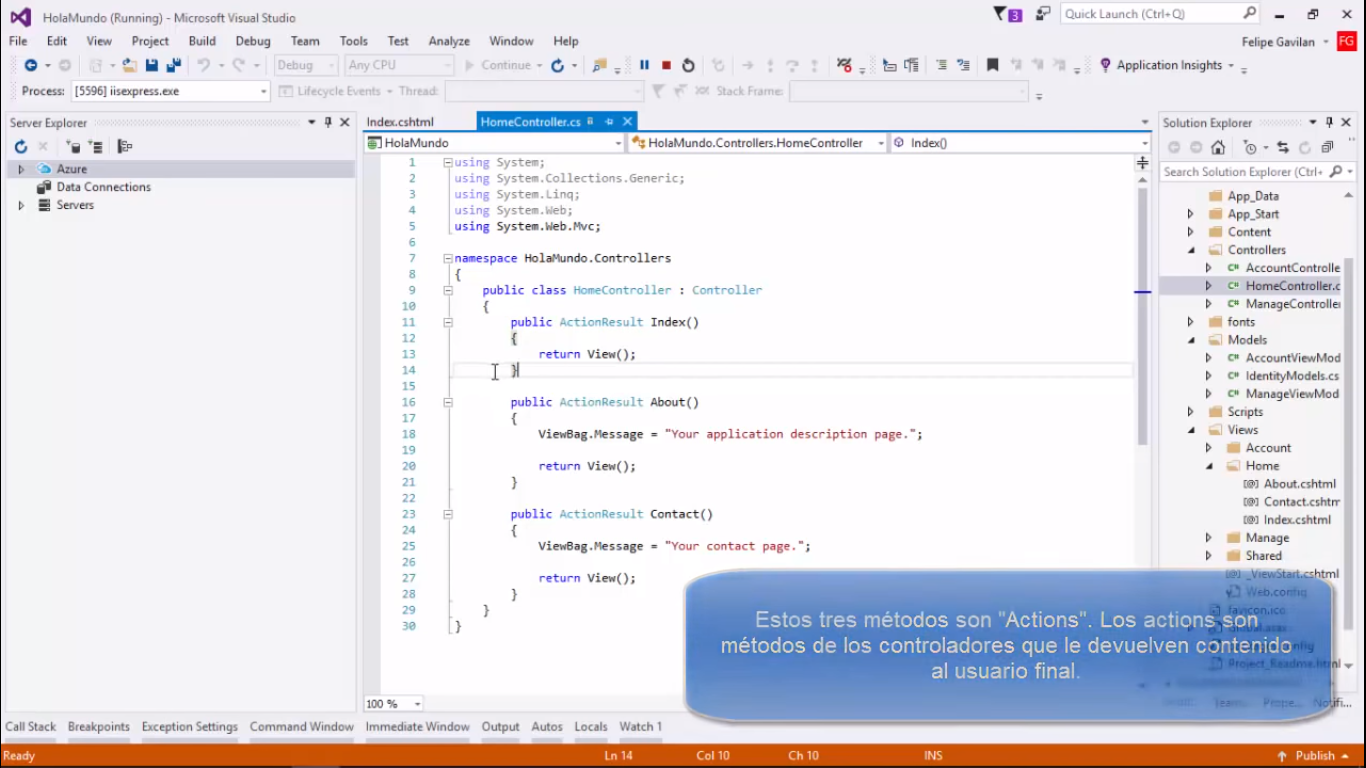 HolaMundo (Running) - Microsoft Visual Studio
3
Quick Launch (Ctrl+Q)
File Edit View Project Build Debug Team Tools Test Analyze Window Help
Felipe Gavilan
FG
Debug Any CPU Continue Application Insights
Process: [5596] iisexpress.exe Lifecycle Events Thread: Stack Frame:
Server Explorer
Azure
Data Connections
Servers
Index.cshtml HomeController.cs
HolaMundo HolaMundo.Controllers.HomeController Index()
1 using System;
2 using System.Collections.Generic;
3 using System.Linq;
4 using System.Web;
5 using System.Web.Mvc;
6
7 namespace HolaMundo.Controllers
8 {
9 public class HomeController : Controller
10 {
11 public ActionResult Index()
12 {
13 return View();
14 }
15
16 public ActionResult About()
17 {
18 ViewBag.Message = "Your application description page.";
19
20 return View();
21 }
22
23 public ActionResult Contact()
24 {
25 ViewBag.Message = "Your contact page.";
26
27 return View();
28 }
29 }
30 }
100 %
Solution Explorer
Search Solution Explorer (Ctrl+
App_Data
App_Start
Content
Controllers
C# AccountControlle
C# HomeController.c
C# ManageController
fonts
Models
C# AccountViewMod
C# IdentityModels.cs
C# ManageViewMod
Scripts
Views
Account
Home
[@] About.cshtml
[@] Contact.cshtm
[@] Index.cshtml
Manage
Shared
[@] _ViewStart.cshtml
Web.config
favicon.ico
Project_Readme.html
Estos tres métodos son "Actions". Los actions son
métodos de los controladores que le devuelven contenido
al usuario final.
Call Stack Breakpoints Exception Settings Command Window Immediate Window Output Autos Locals Watch 1
Ready Ln 14 Col 10 Ch 10 INS Publish